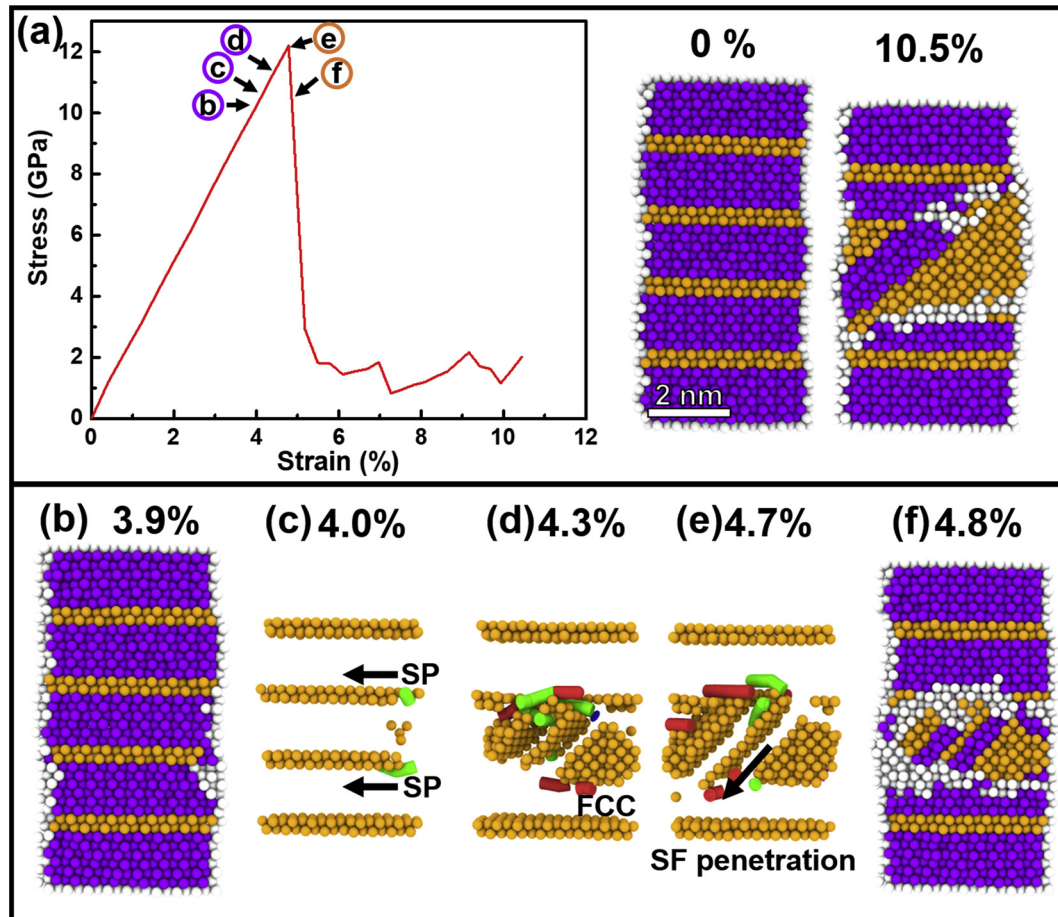 (a)
12
10
8
6
4
2
0
Stress (GPa)
0 2 4 6 8 10 12
Strain (%)
d
e
c
f
b
0 %
10.5%
2 nm
(b) 3.9%
(c) 4.0%
(d) 4.3%
(e) 4.7%
(f) 4.8%
SP
SP
FCC
SF penetration